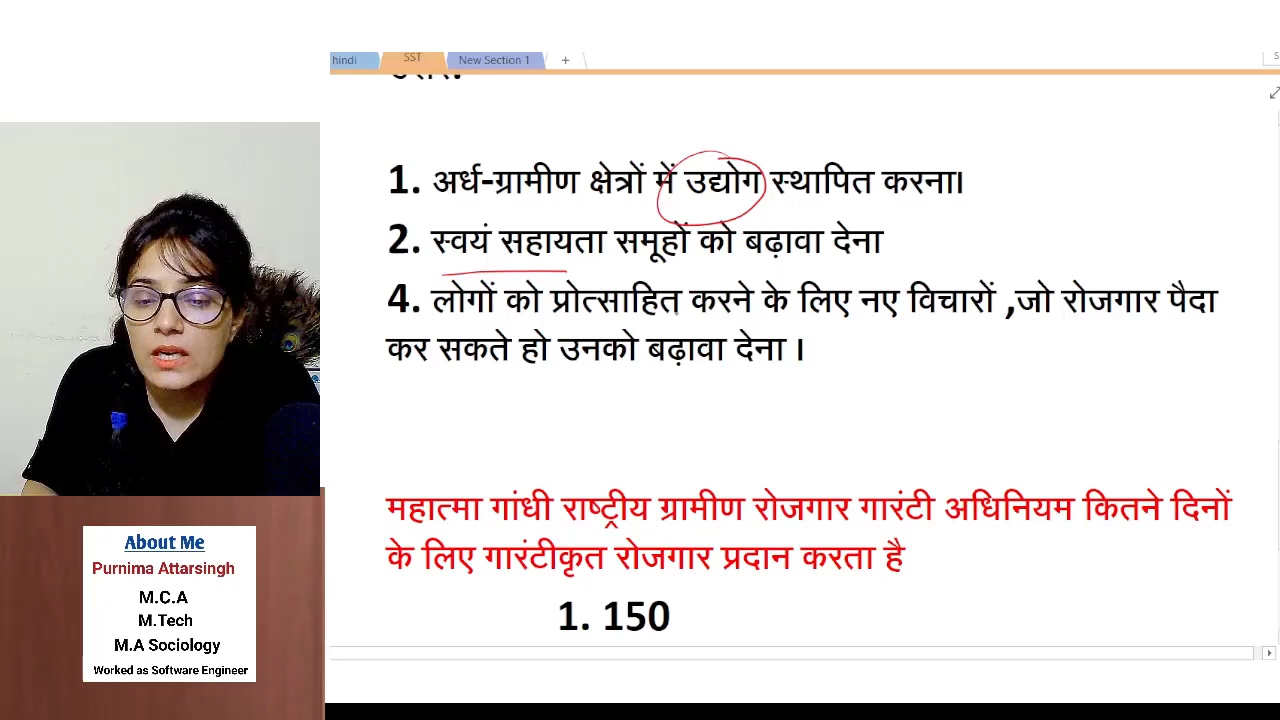 hindi
SST
New Section 1
+
उत्तर:
1. अर्ध-ग्रामीण क्षेत्रों में उद्योग स्थापित करना।
2. स्वयं सहायता समूहों को बढ़ावा देना
4. लोगों को प्रोत्साहित करने के लिए नए विचारों ,जो रोजगार पैदा
कर सकते हो उनको बढ़ावा देना ।
महात्मा गांधी राष्ट्रीय ग्रामीण रोजगार गारंटी अधिनियम कितने दिनों
के लिए गारंटीकृत रोजगार प्रदान करता है
1. 150
About Me
Purnima Attarsingh
M.C.A
M.Tech
M.A Sociology
Worked as Software Engineer